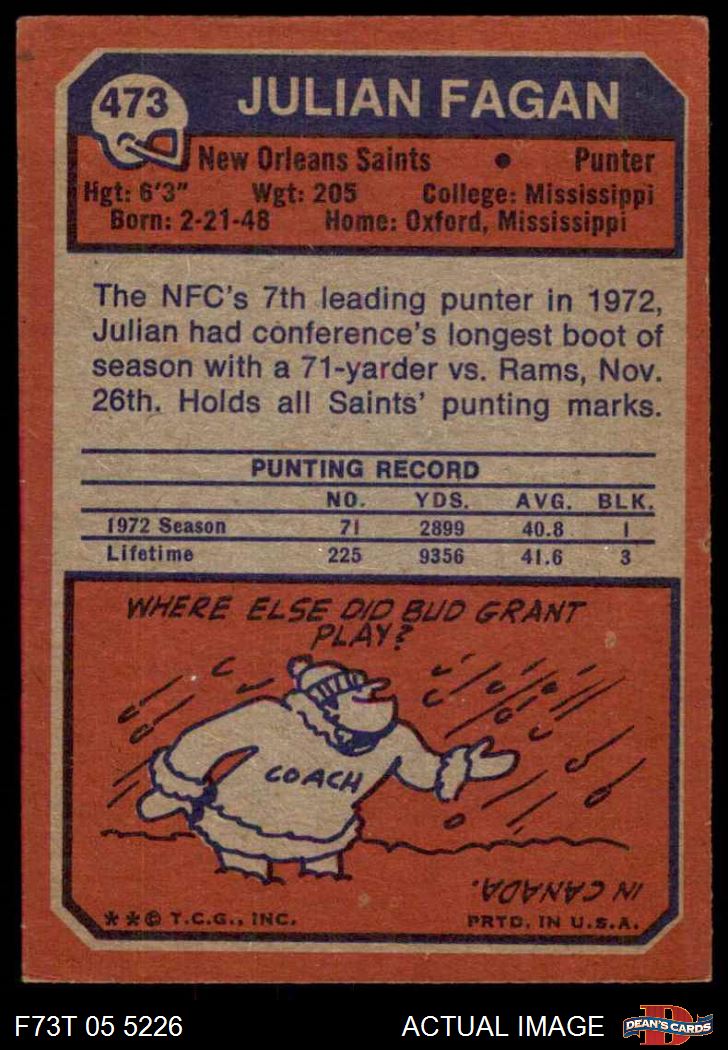 473
JULIAN FAGAN
New Orleans Saints • Punter
Hgt: 6'3" Wgt: 205 College: Mississippi
Born: 2-21-48 Home: Oxford, Mississippi
The NFC's 7th leading punter in 1972,
Julian had conference's longest boot of
season with a 71-yarder vs. Rams, Nov.
26th. Holds all Saints' punting marks.
PUNTING RECORD
NO. YDS. AVG. BLK.
1972 Season 71 2899 40.8 1
Lifetime 225 9356 41.6 3
WHERE ELSE DID BUD GRANT
PLAY?
COACH
IN CANADA.
**© T.C.G., INC. PRTD. IN U.S.A.
F73T 05 5226 ACTUAL IMAGE
D
DEAN'S CARDS